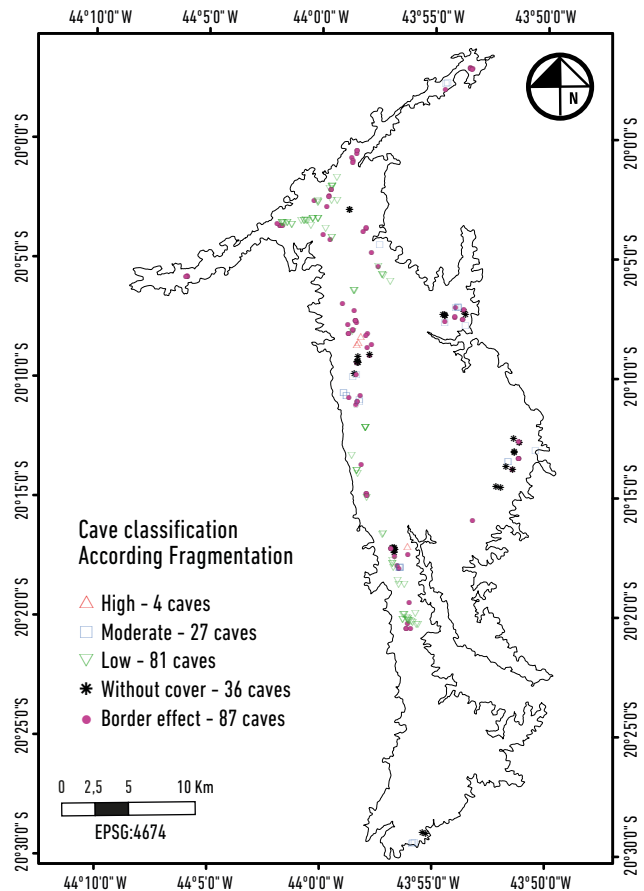 44°10'0"W 44°5'0"W 44°0'0"W 43°55'0"W 43°50'0"W
20°0'0"S 20°0'0"S
20°5'0"S 20°5'0"S
20°10'0"S 20°10'0"S
20°15'0"S 20°15'0"S
20°20'0"S 20°20'0"S
20°25'0"S 20°25'0"S
20°30'0"S 20°30'0"S
N
Cave classification
According Fragmentation
High - 4 caves
Moderate - 27 caves
Low - 81 caves
Without cover - 36 caves
Border effect - 87 caves
0 2,5 5 10 Km
EPSG:4674
44°10'0"W 44°5'0"W 44°0'0"W 43°55'0"W 43°50'0"W